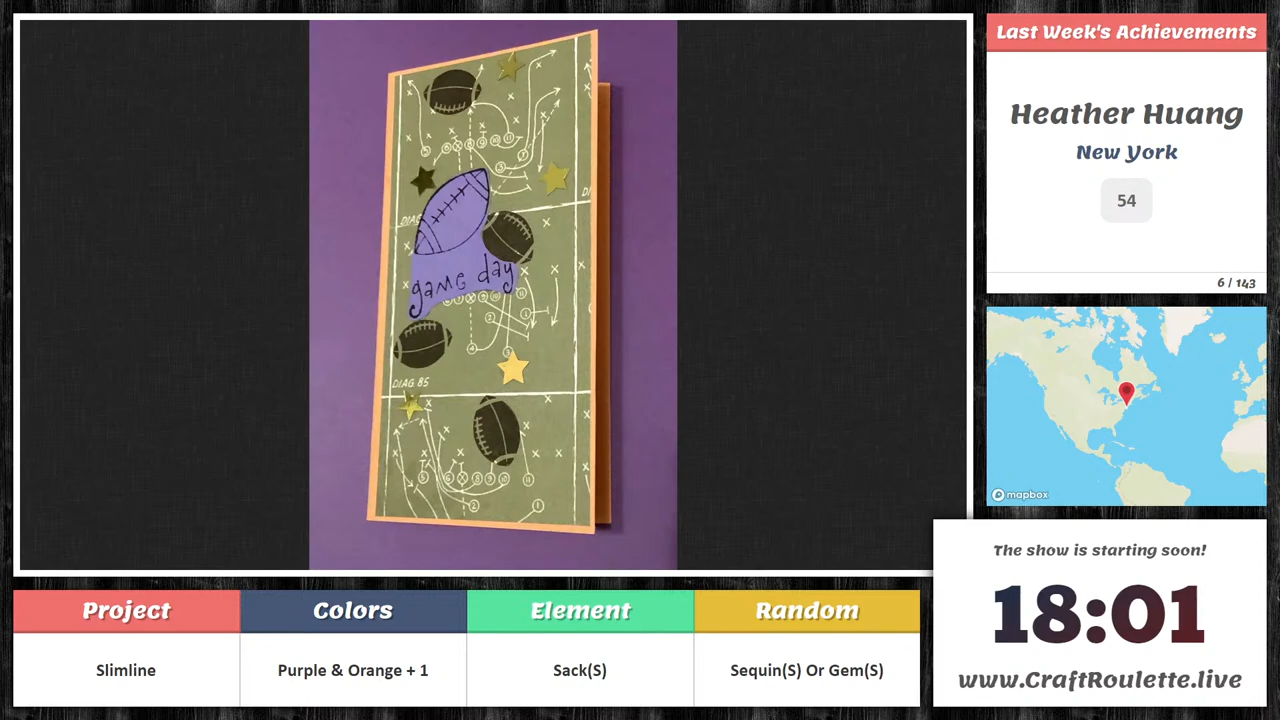 Last Week's Achievements
Heather Huang
New York
54
6 / 143
DIAG
game day
DIAG 85
mapbox
The show is starting soon!
18:01
www.CraftRoulette.live
Project
Colors
Element
Random
Slimline
Purple & Orange + 1
Sack(S)
Sequin(S) Or Gem(S)